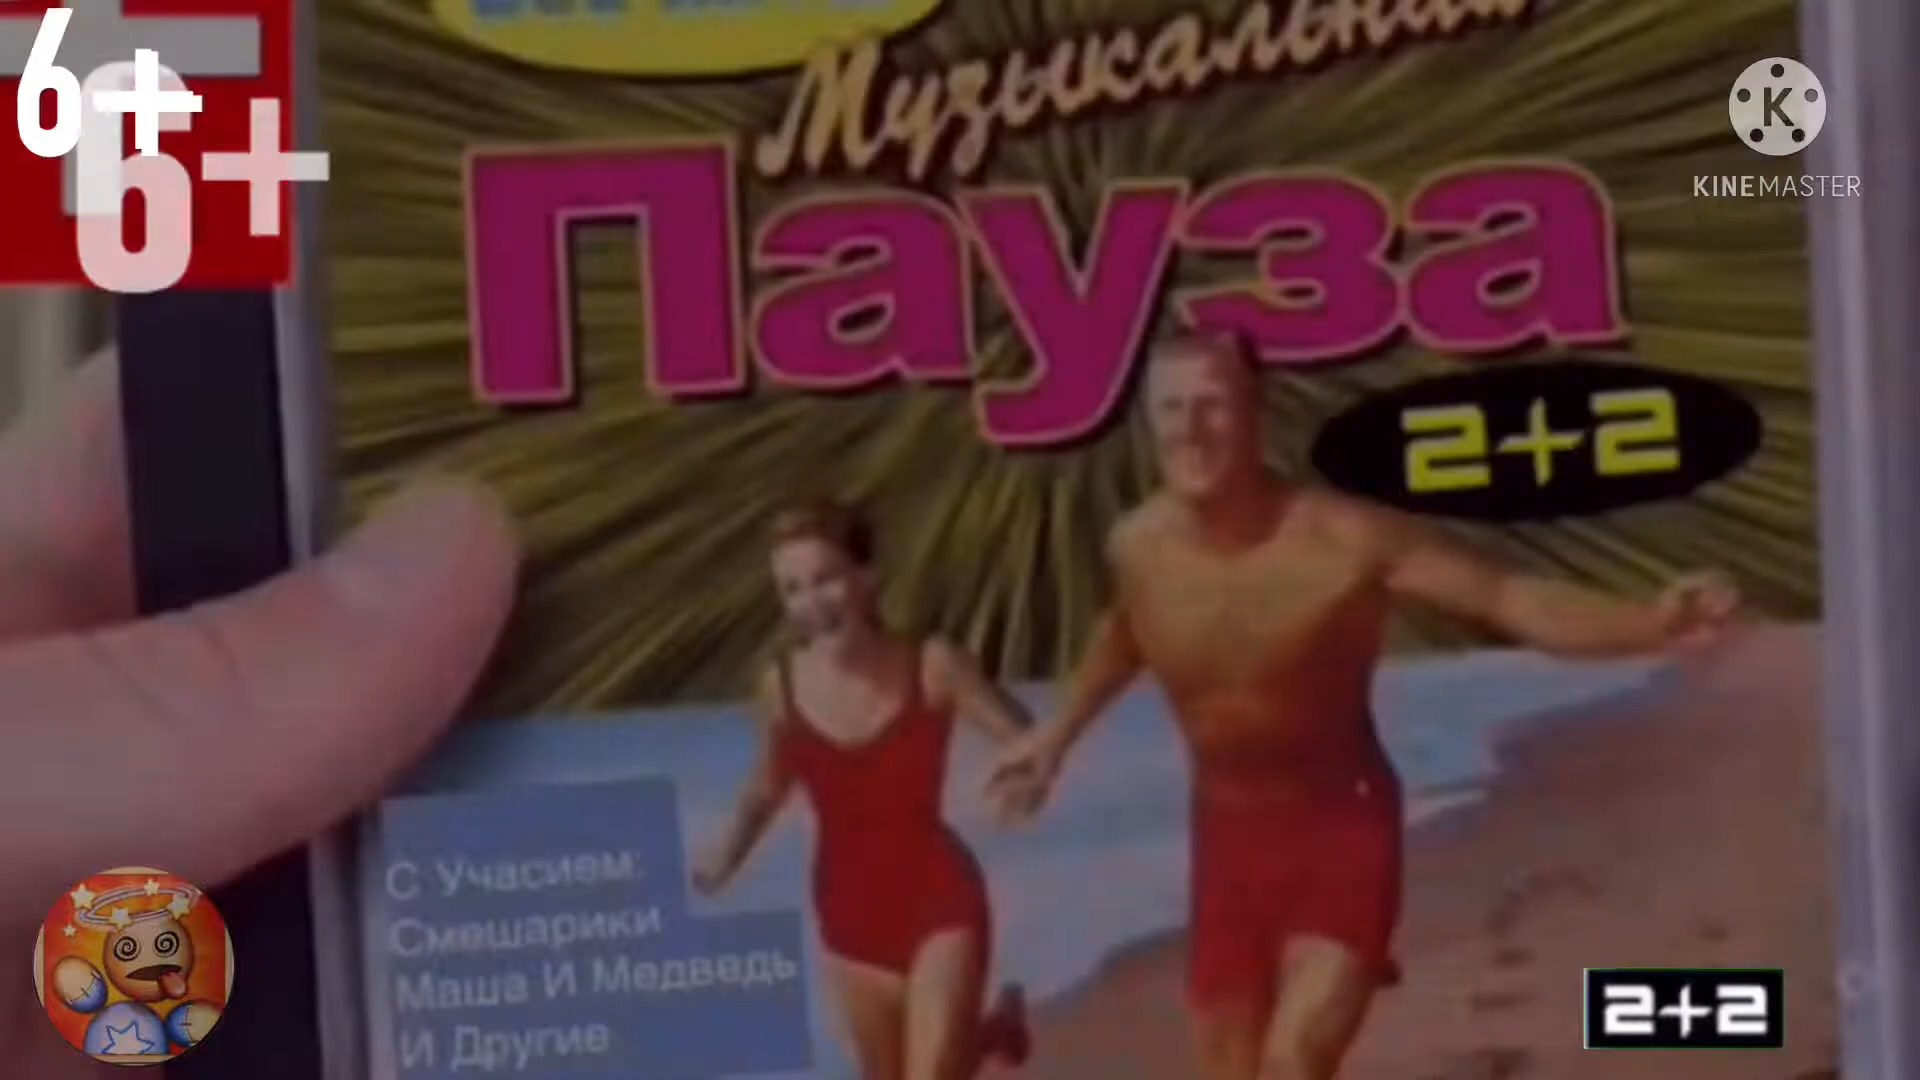 6+
6+
Музыкальная
Пауза
2+2
KINEMASTER
С Учасием:
Смешарики
Маша И Медведь
И Другие
2+2